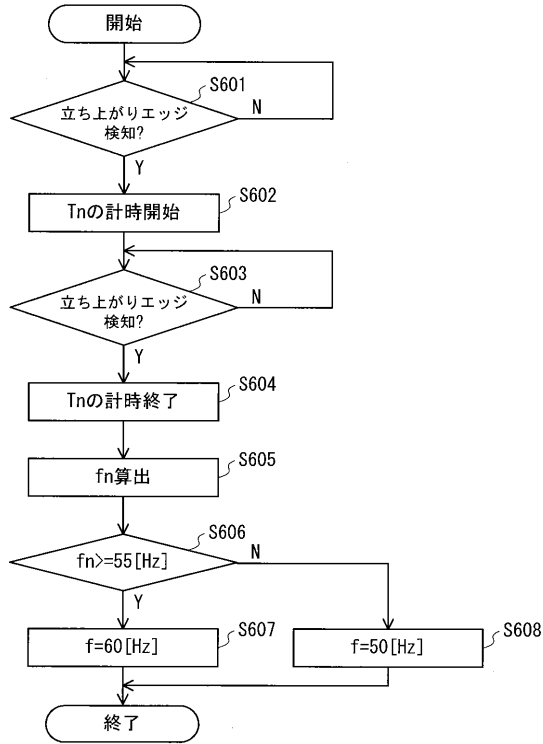 開始
S601
立ち上がりエッジ
検知?
N
Y
S602
Tnの計時開始
S603
立ち上がりエッジ
検知?
N
Y
S604
Tnの計時終了
S605
fn算出
S606
fn>=55[Hz]
N
Y
S607
f=60[Hz]
S608
f=50[Hz]
終了